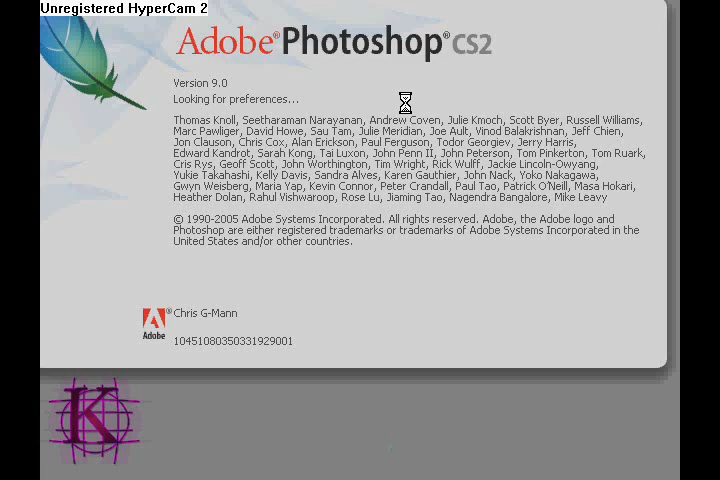 Unregistered HyperCam 2
Adobe® Photoshop® CS2
Version 9.0
Looking for preferences...
Thomas Knoll, Seetharaman Narayanan, Andrew Coven, Julie Kmoch, Scott Byer, Russell Williams,
Marc Pawliger, David Howe, Sau Tam, Julie Meridian, Joe Ault, Vinod Balakrishnan, Jeff Chien,
Jon Clauson, Chris Cox, Alan Erickson, Paul Ferguson, Todor Georgiev, Jerry Harris,
Edward Kandrot, Sarah Kong, Tai Luxon, John Penn II, John Peterson, Tom Pinkerton, Tom Ruark,
Cris Rys, Geoff Scott, John Worthington, Tim Wright, Rick Wulff, Jackie Lincoln-Owyang,
Yukie Takahashi, Kelly Davis, Sandra Alves, Karen Gauthier, John Nack, Yoko Nakagawa,
Gwyn Weisberg, Maria Yap, Kevin Connor, Peter Crandall, Paul Tao, Patrick O'Neill, Masa Hokari,
Heather Dolan, Rahul Vishwaroop, Rose Lu, Jiaming Tao, Nagendra Bangalore, Mike Leavy
© 1990-2005 Adobe Systems Incorporated. All rights reserved. Adobe, the Adobe logo and
Photoshop are either registered trademarks or trademarks of Adobe Systems Incorporated in the
United States and/or other countries.
Adobe®
Chris G-Mann
10451080350331929001
K